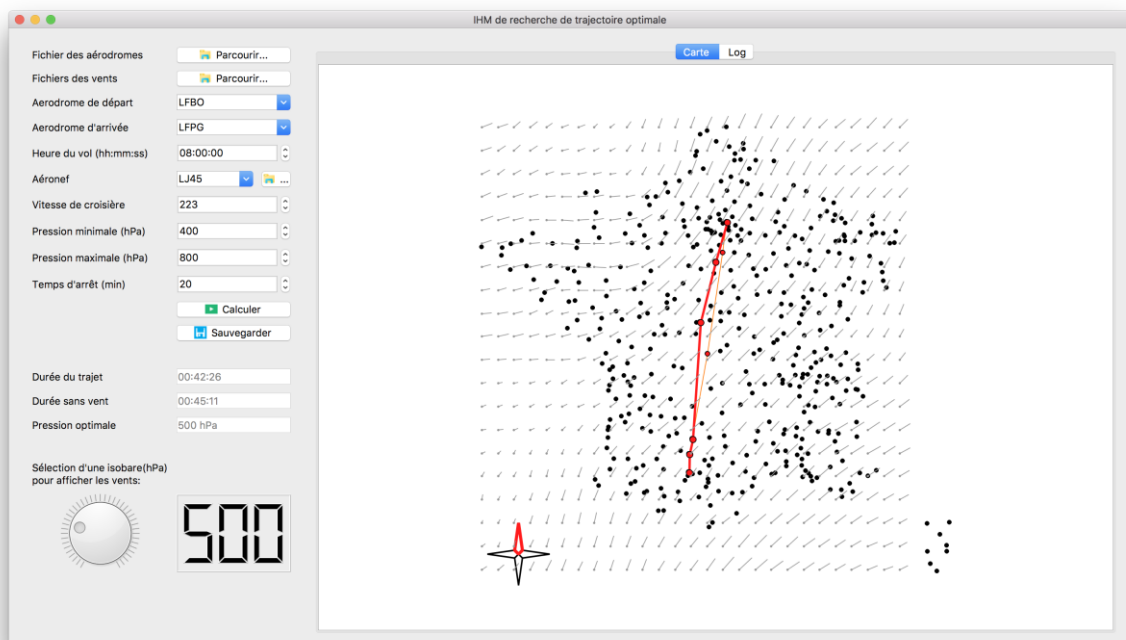 IHM de recherche de trajectoire optimale
Fichier des aérodromes
Parcourir...
Fichiers des vents
Parcourir...
Aerodrome de départ
LFBO
Aerodrome d'arrivée
LFPG
Heure du vol (hh:mm:ss)
08:00:00
Aéronef
LJ45
...
Vitesse de croisière
223
Pression minimale (hPa)
400
Pression maximale (hPa)
800
Temps d'arrêt (min)
20
Calculer
Sauvegarder
Durée du trajet
00:42:26
Durée sans vent
00:45:11
Pression optimale
500 hPa
Sélection d'une isobare(hPa)
pour afficher les vents:
500
Carte
Log